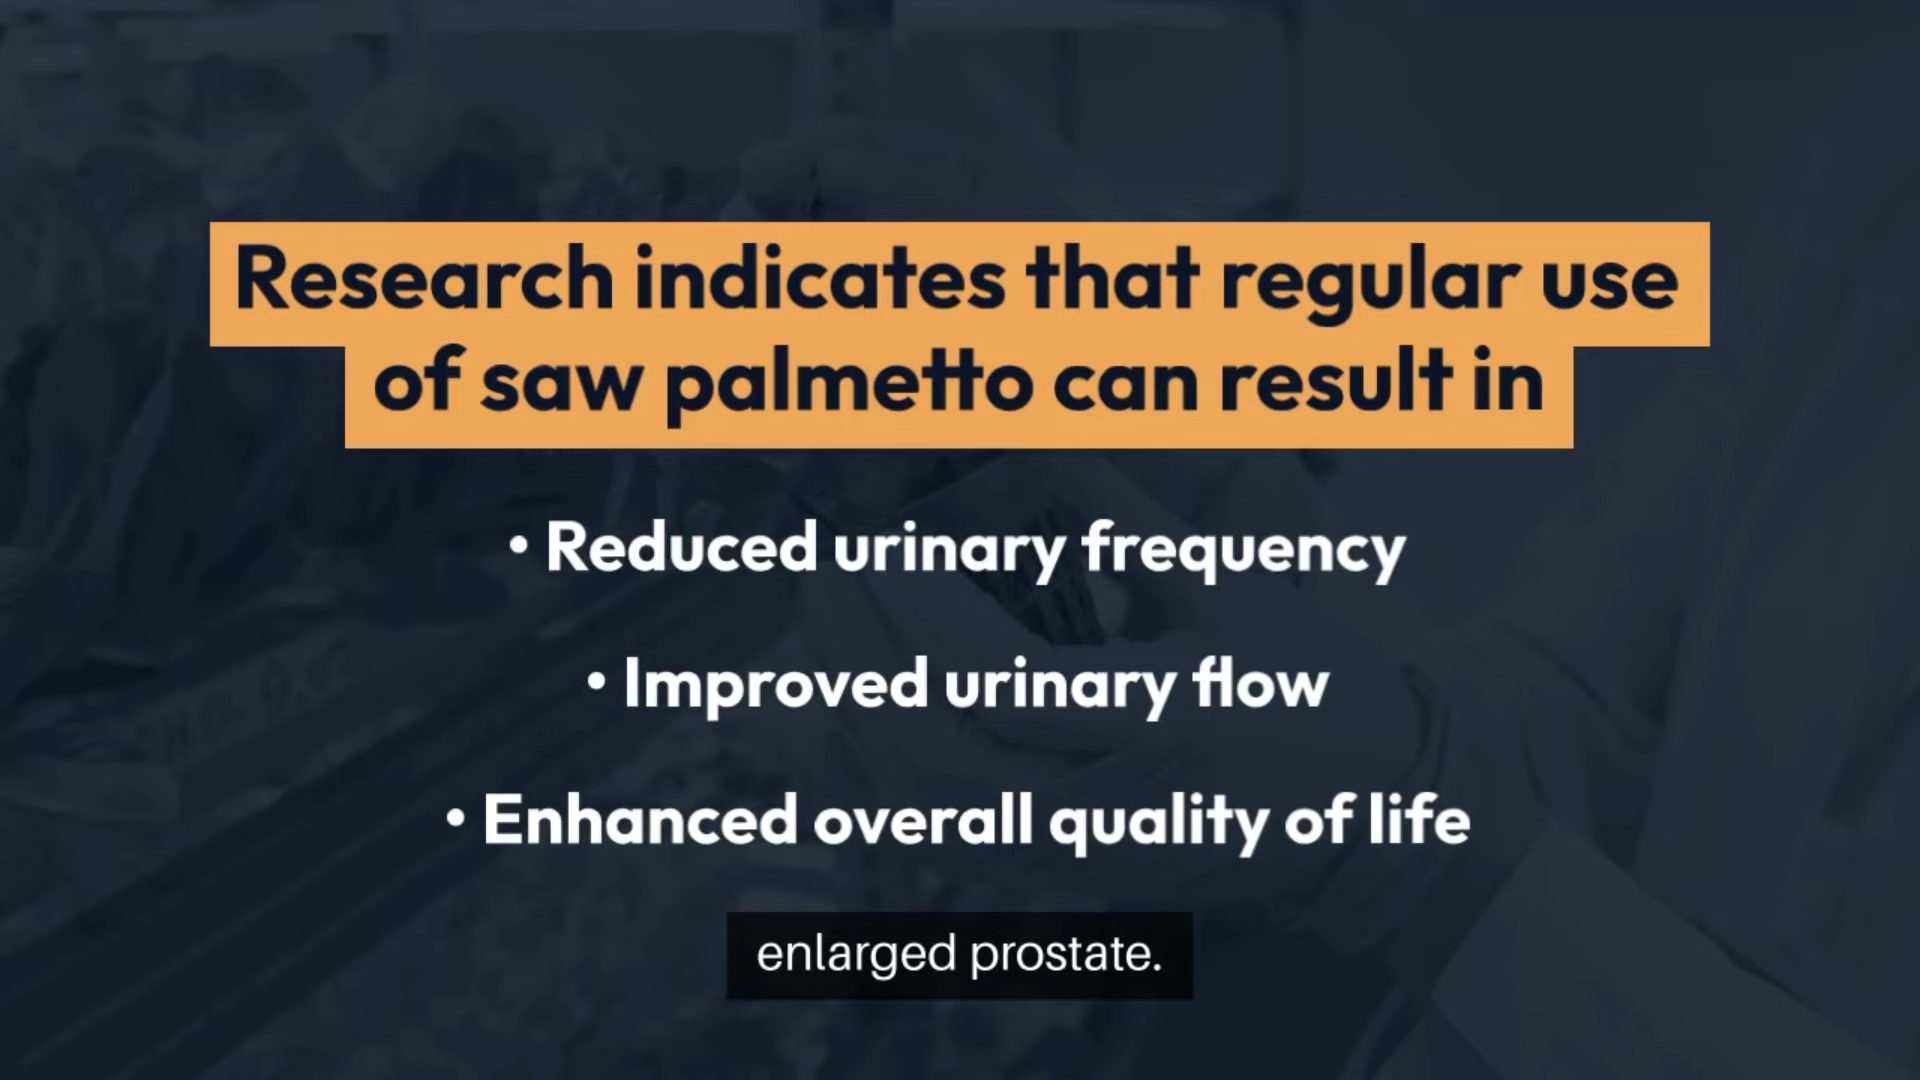 Research indicates that regular use
of saw palmetto can result in
• Reduced urinary frequency
• Improved urinary flow
• Enhanced overall quality of life
enlarged prostate.